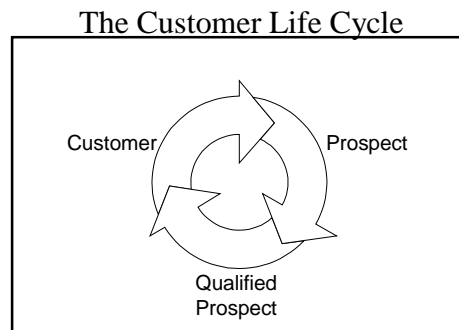 The Customer Life Cycle
Customer
Prospect
Qualified
Prospect